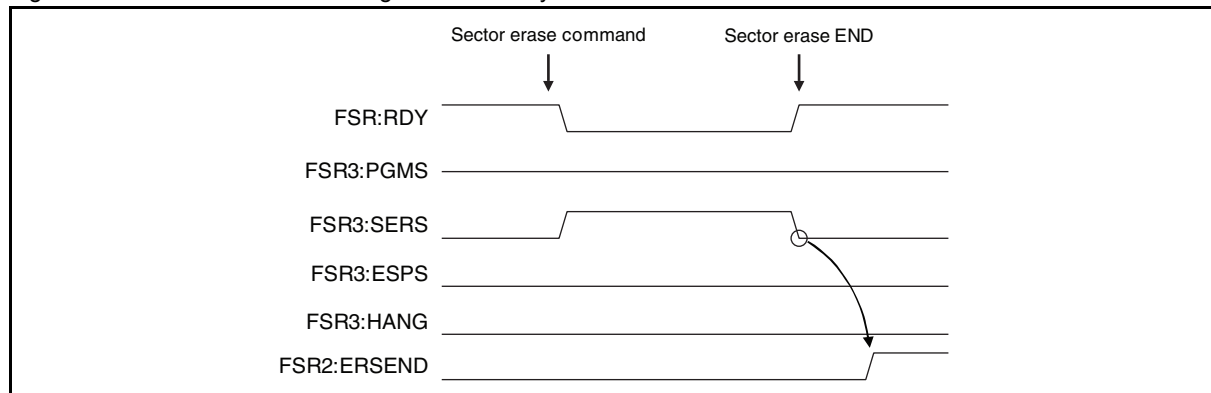 Sector erase command Sector erase END
FSR:RDY
FSR3:PGMS
FSR3:SERS
FSR3:ESPS
FSR3:HANG
FSR2:ERSEND